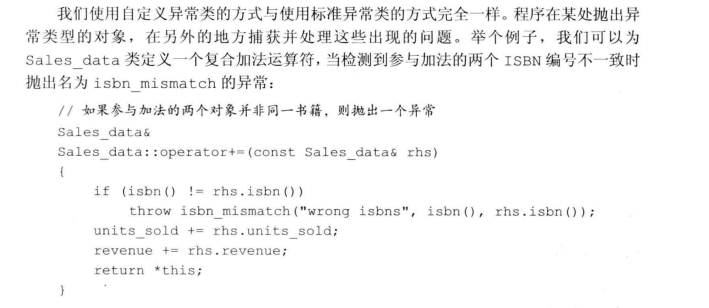 我们使用自定义异常类的方式与使用标准异常类的方式完全一样。程序在某处抛出异
常类型的对象，在另外的地方捕获并处理这些出现的问题。举个例子，我们可以为
Sales_data 类定义一个复合加法运算符，当检测到参与加法的两个 ISBN 编号不一致时
抛出名为 isbn_mismatch 的异常：
// 如果参与加法的两个对象并非同一书籍，则抛出一个异常
Sales_data&
Sales_data::operator+=(const Sales_data& rhs)
{
    if (isbn() != rhs.isbn())
        throw isbn_mismatch("wrong isbns", isbn(), rhs.isbn());
    units_sold += rhs.units_sold;
    revenue += rhs.revenue;
    return *this;
}